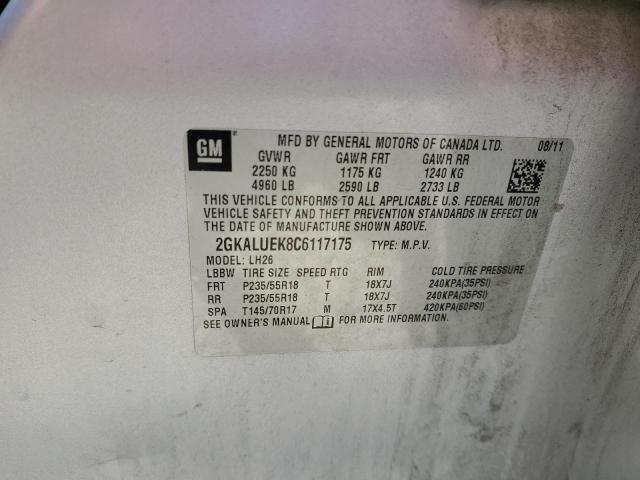 GM
MFD BY GENERAL MOTORS OF CANADA LTD. 08/11
GVWR GAWR FRT GAWR RR
2250 KG 1175 KG 1240 KG
4960 LB 2590 LB 2733 LB
THIS VEHICLE CONFORMS TO ALL APPLICABLE U.S. FEDERAL MOTOR
VEHICLE SAFETY AND THEFT PREVENTION STANDARDS IN EFFECT ON
THE DATE OF MANUFACTURE SHOWN ABOVE.
2GKALUEK8C6117175 TYPE: M.P.V.
MODEL: LH26
LBBW TIRE SIZE SPEED RTG RIM COLD TIRE PRESSURE
FRT P235/55R18 T 18X7J 240KPA(35PSI)
RR P235/55R18 T 18X7J 240KPA(35PSI)
SPA T145/70R17 M 17X4.5T 420KPA(60PSI)
SEE OWNER'S MANUAL FOR MORE INFORMATION.